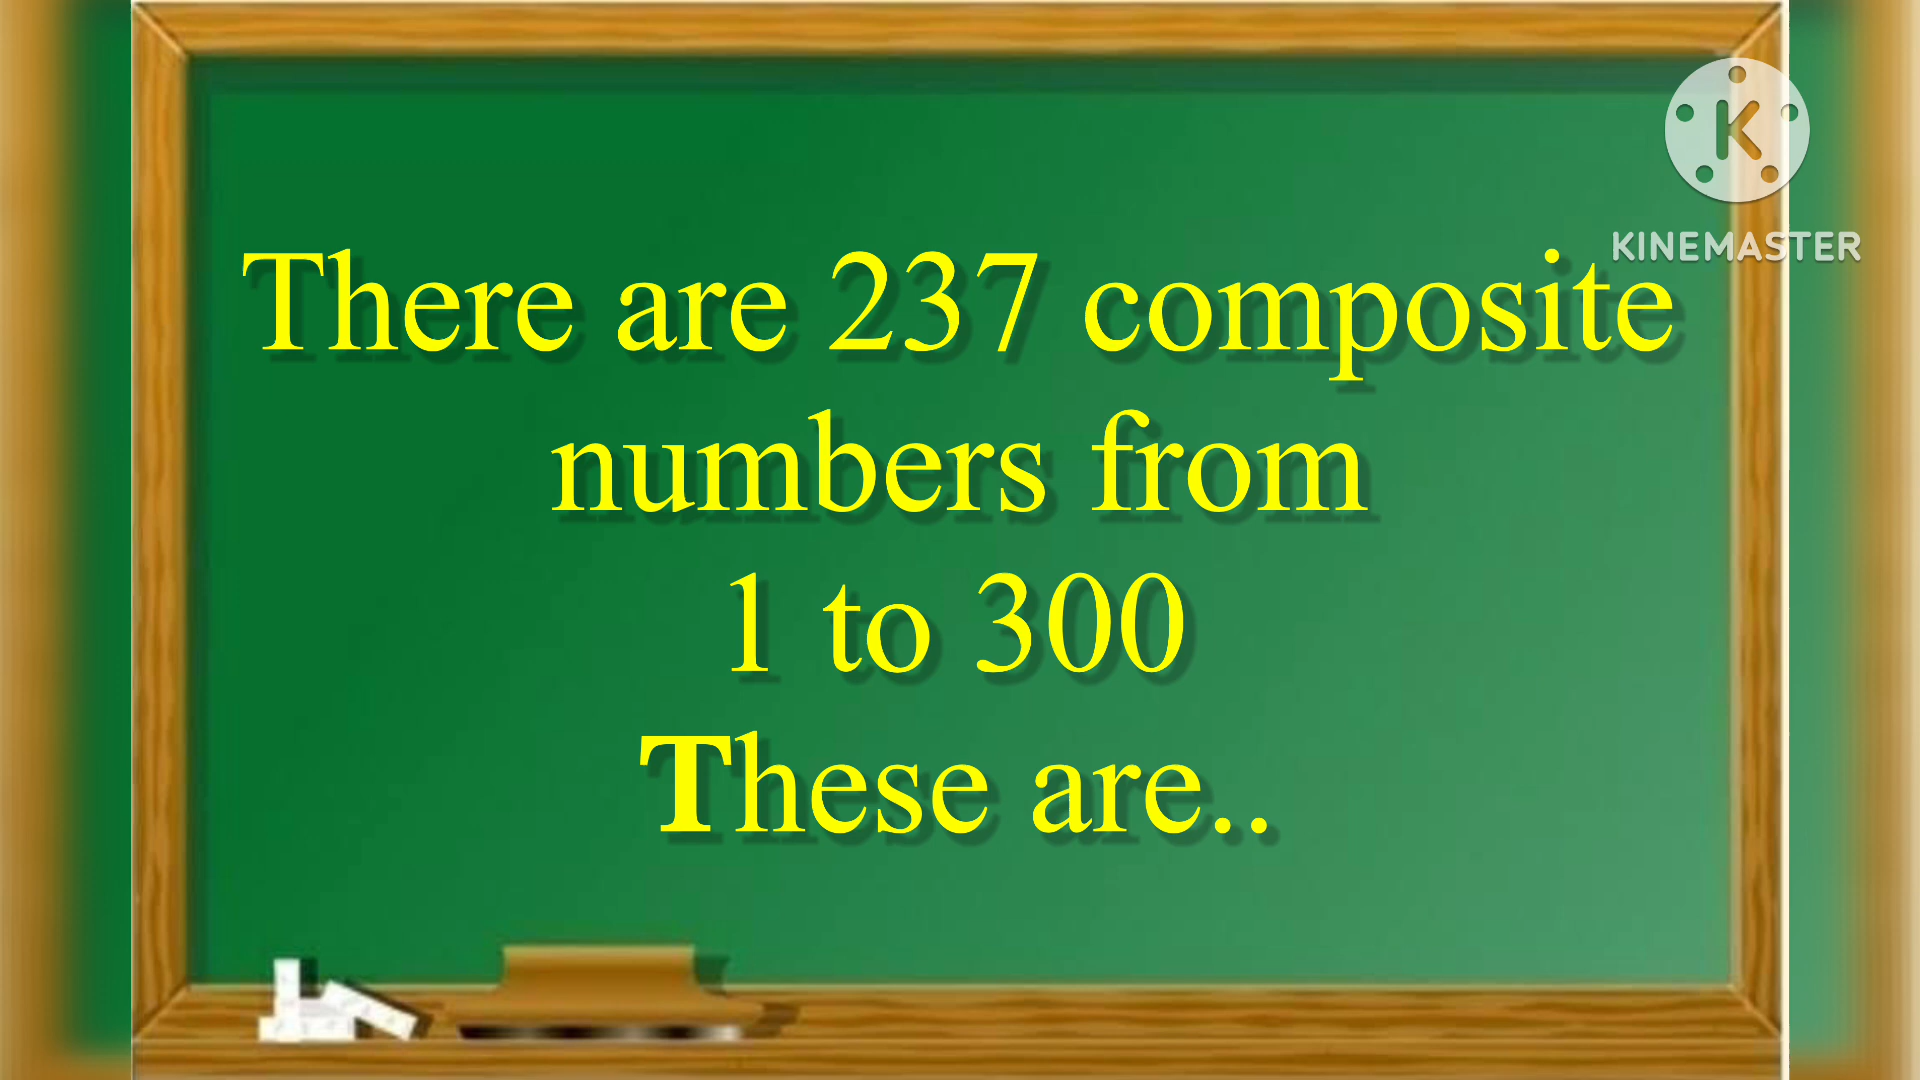 KINEMASTER
There are 237 composite
numbers from
1 to 300
These are..